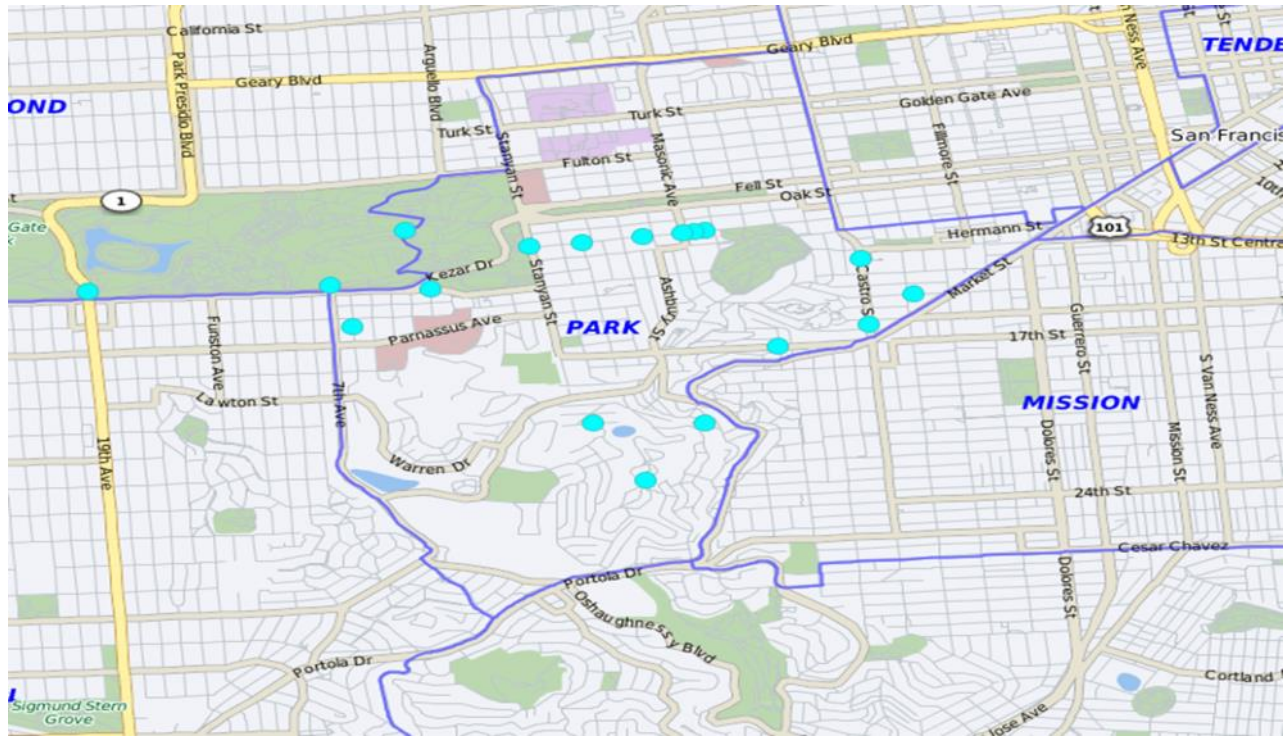 California St
Geary Blvd
Geary Blvd
Park Presidio Blvd
Arguello Blvd
Ness Ave
TENDE
OND
Golden Gate Ave
Turk St
Turk St
Stanyan St
Masonic Ave
Fillmore St
San Francis
Fulton St
Fell St
Oak St
10th
1
Gate
Hermann St
101
13th St Central
Kezar Dr
Stanyan St
Ashbury St
Castro S
Market St
Guerrero St
S Van Ness Ave
Funston Ave
Parnassus Ave
PARK
17th St
7th Ave
Lawton St
MISSION
19th Ave
Warren Dr
Dolores St
Mission St
24th St
Cesar Chavez
Portola Dr
Oshaughnessy Blvd
Dolores St
Portola Dr
Cortland
Sigmund Stern
Grove
Jose Ave